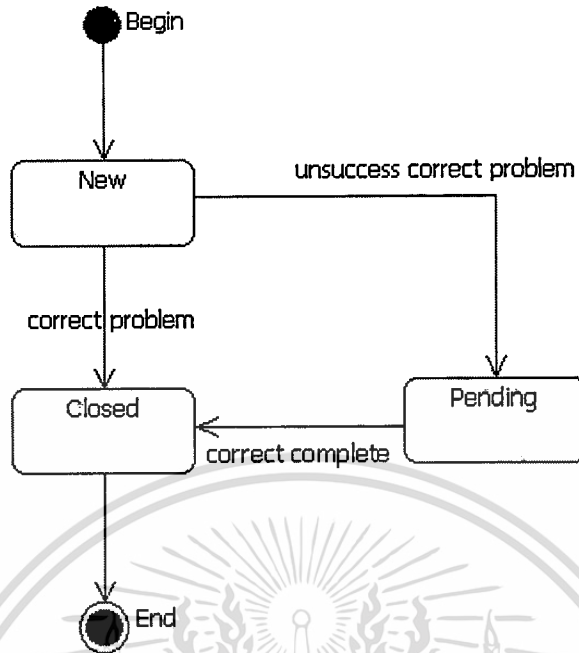 Begin
New
unsuccess correct problem
correct problem
Closed
Pending
correct complete
End